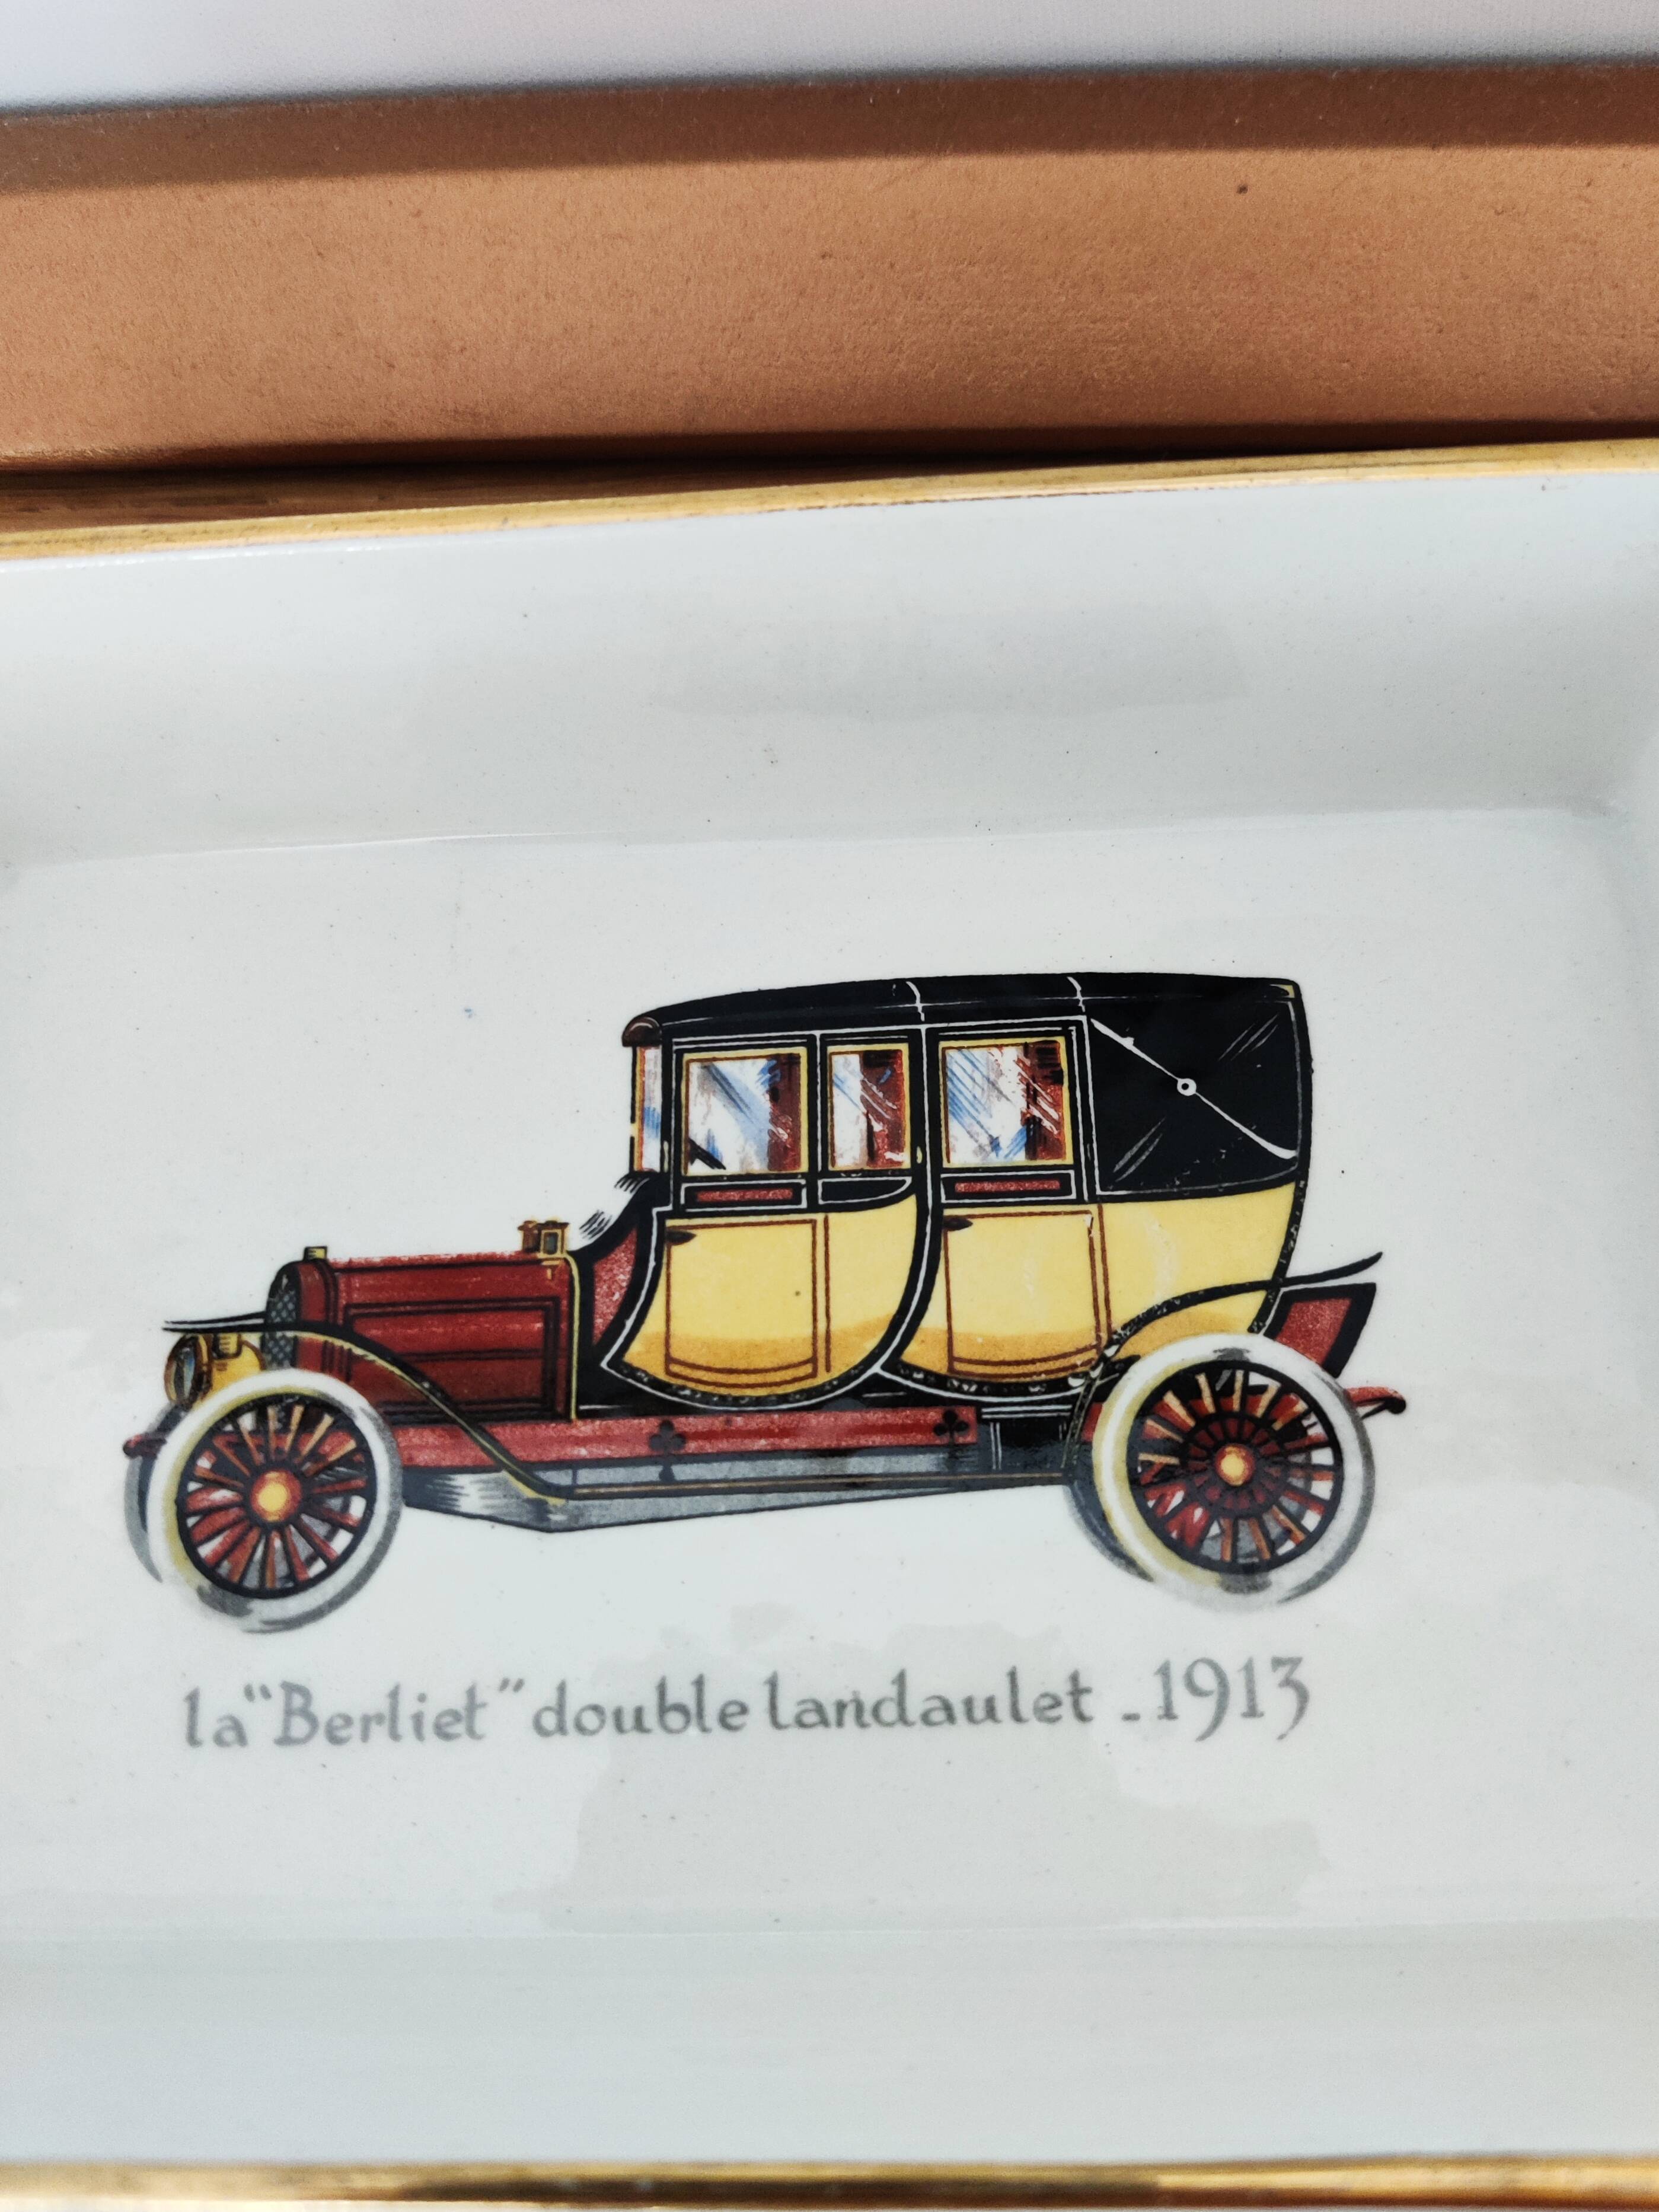 la "Berliet" double landaulet - 1913